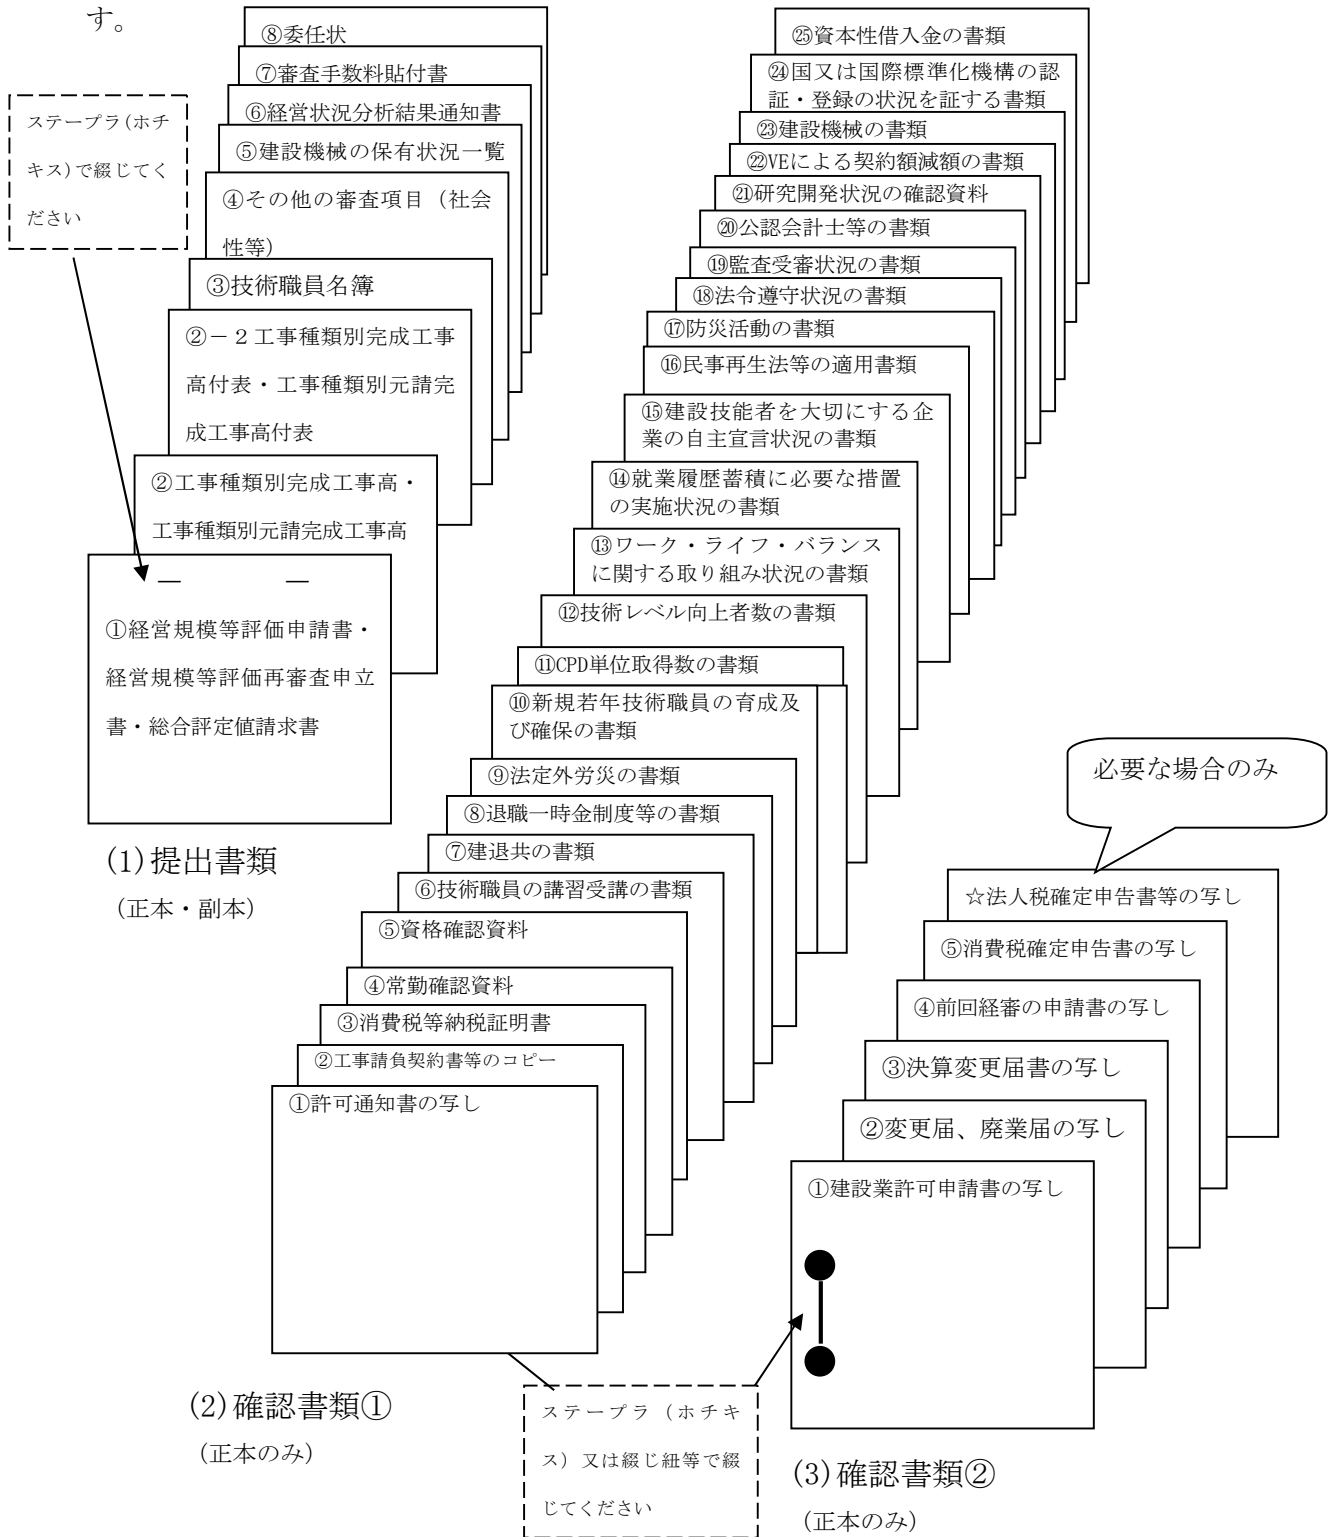 す。
ステープラ(ホチ
キス)で綴じてく
ださい
⑧委任状
⑦審査手数料貼付書
⑥経営状況分析結果通知書
⑤建設機械の保有状況一覧
④その他の審査項目（社会
性等）
③技術職員名簿
②－２工事種類別完成工事
高付表・工事種類別元請完
成工事高付表
②工事種類別完成工事高・
工事種類別元請完成工事高
①経営規模等評価申請書・
経営規模等評価再審査申立
書・総合評定値請求書
(1)提出書類
（正本・副本）
㉕資本性借入金の書類
㉔国又は国際標準化機構の認
証・登録の状況を証する書類
㉓建設機械の書類
㉒VEによる契約額減額の書類
㉑研究開発状況の確認資料
⑳公認会計士等の書類
⑲監査受審状況の書類
⑱法令遵守状況の書類
⑰防災活動の書類
⑯民事再生法等の適用書類
⑮建設技能者を大切にする企
業の自主宣言状況の書類
⑭就業履歴蓄積に必要な措置
の実施状況の書類
⑬ワーク・ライフ・バランス
に関する取り組み状況の書類
⑫技術レベル向上者数の書類
⑪CPD単位取得数の書類
⑩新規若年技術職員の育成及
び確保の書類
⑨法定外労災の書類
⑧退職一時金制度等の書類
⑦建退共の書類
⑥技術職員の講習受講の書類
⑤資格確認資料
④常勤確認資料
③消費税等納税証明書
②工事請負契約書等のコピー
①許可通知書の写し
(2)確認書類①
（正本のみ）
ステープラ（ホチキ
ス）又は綴じ紐等で綴
じてください
必要な場合のみ
☆法人税確定申告書等の写し
⑤消費税確定申告書の写し
④前回経審の申請書の写し
③決算変更届書の写し
②変更届、廃業届の写し
①建設業許可申請書の写し
(3)確認書類②
（正本のみ）